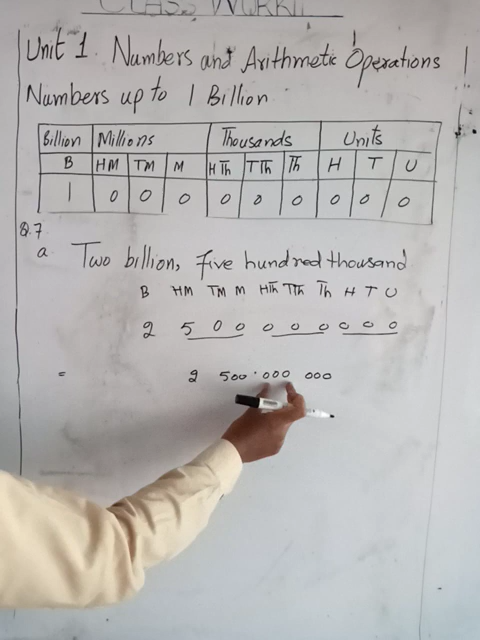 CLASS WORK
Unit 1. Numbers and Arithmetic Operations
Numbers up to 1 Billion
Billion Millions Thousands Units
B HM TM M H Th T Th Th H T U
1 0 0 0 0 0 0 0 0 0
Q.7
a Two billion, five hundred thousand
B HM TM M HTh TTh Th H T U
2 5 0 0 0 0 0 0 0 0
= 2 500 000 000